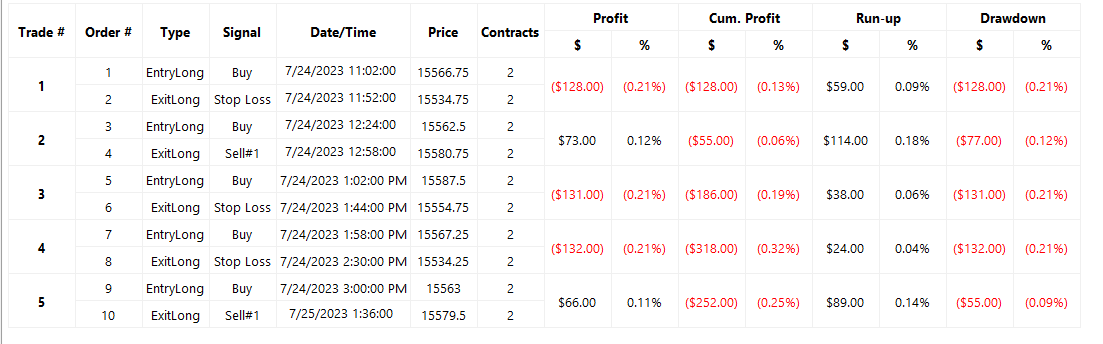 Trade # Order # Type Signal Date/Time Price Contracts Profit Cum. Profit Run-up Drawdown
$ % $ % $ % $ %
1 1 EntryLong Buy 7/24/2023 11:02:00 15566.75 2 ($128.00) (0.21%) ($128.00) (0.13%) $59.00 0.09% ($128.00) (0.21%)
2 ExitLong Stop Loss 7/24/2023 11:52:00 15534.75 2
2 3 EntryLong Buy 7/24/2023 12:24:00 15562.5 2 $73.00 0.12% ($55.00) (0.06%) $114.00 0.18% ($77.00) (0.12%)
4 ExitLong Sell#1 7/24/2023 12:58:00 15580.75 2
3 5 EntryLong Buy 7/24/2023 1:02:00 PM 15587.5 2 ($131.00) (0.21%) ($186.00) (0.19%) $38.00 0.06% ($131.00) (0.21%)
6 ExitLong Stop Loss 7/24/2023 1:44:00 PM 15554.75 2
4 7 EntryLong Buy 7/24/2023 1:58:00 PM 15567.25 2 ($132.00) (0.21%) ($318.00) (0.32%) $24.00 0.04% ($132.00) (0.21%)
8 ExitLong Stop Loss 7/24/2023 2:30:00 PM 15534.25 2
5 9 EntryLong Buy 7/24/2023 3:00:00 PM 15563 2 $66.00 0.11% ($252.00) (0.25%) $89.00 0.14% ($55.00) (0.09%)
10 ExitLong Sell#1 7/25/2023 1:36:00 15579.5 2